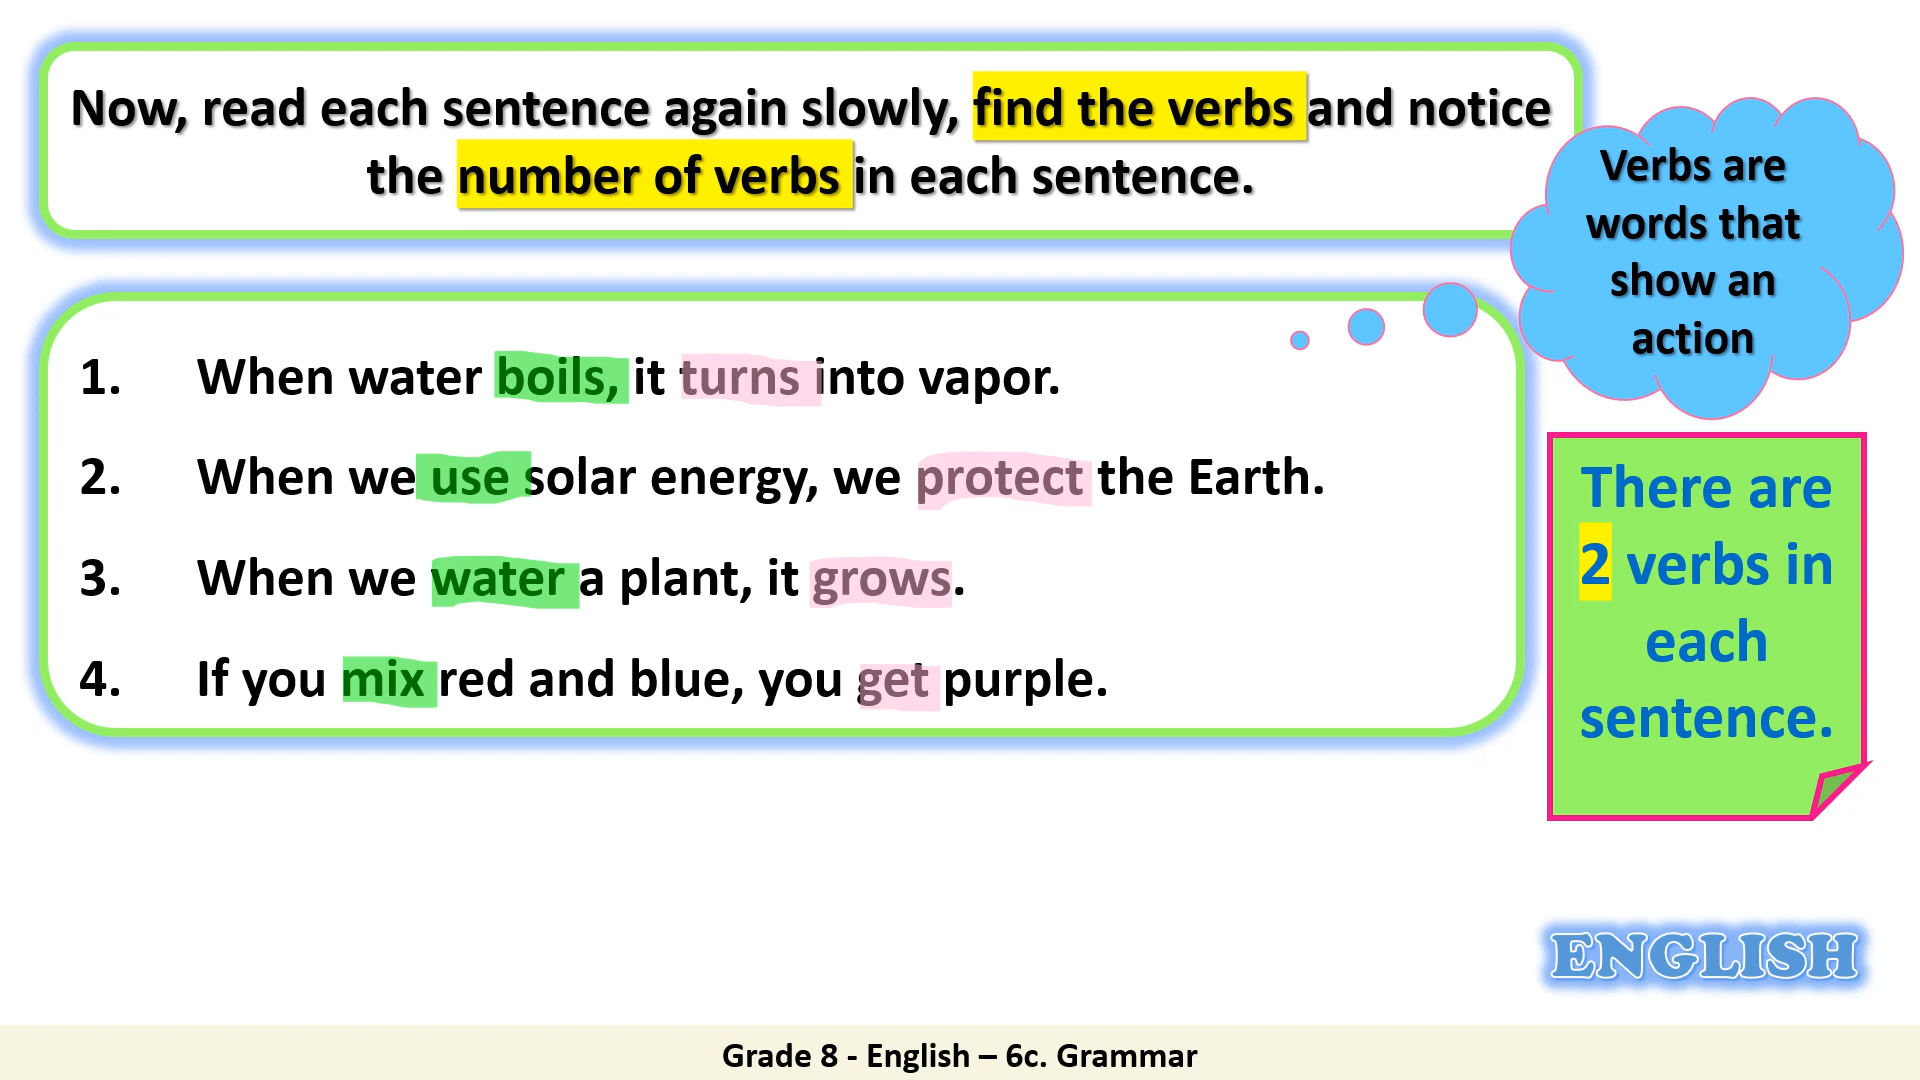 Now, read each sentence again slowly, find the verbs and notice
the number of verbs in each sentence.
Verbs are
words that
show an
action
1. When water boils, it turns into vapor.
2. When we use solar energy, we protect the Earth.
3. When we water a plant, it grows.
4. If you mix red and blue, you get purple.
There are
2 verbs in
each
sentence.
ENGLISH
Grade 8 - English – 6c. Grammar